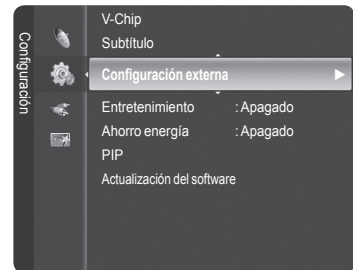 Configuración
V-Chip
Subtítulo
Configuración externa
Entretenimiento : Apagado
Ahorro energía : Apagado
PIP
Actualización del software